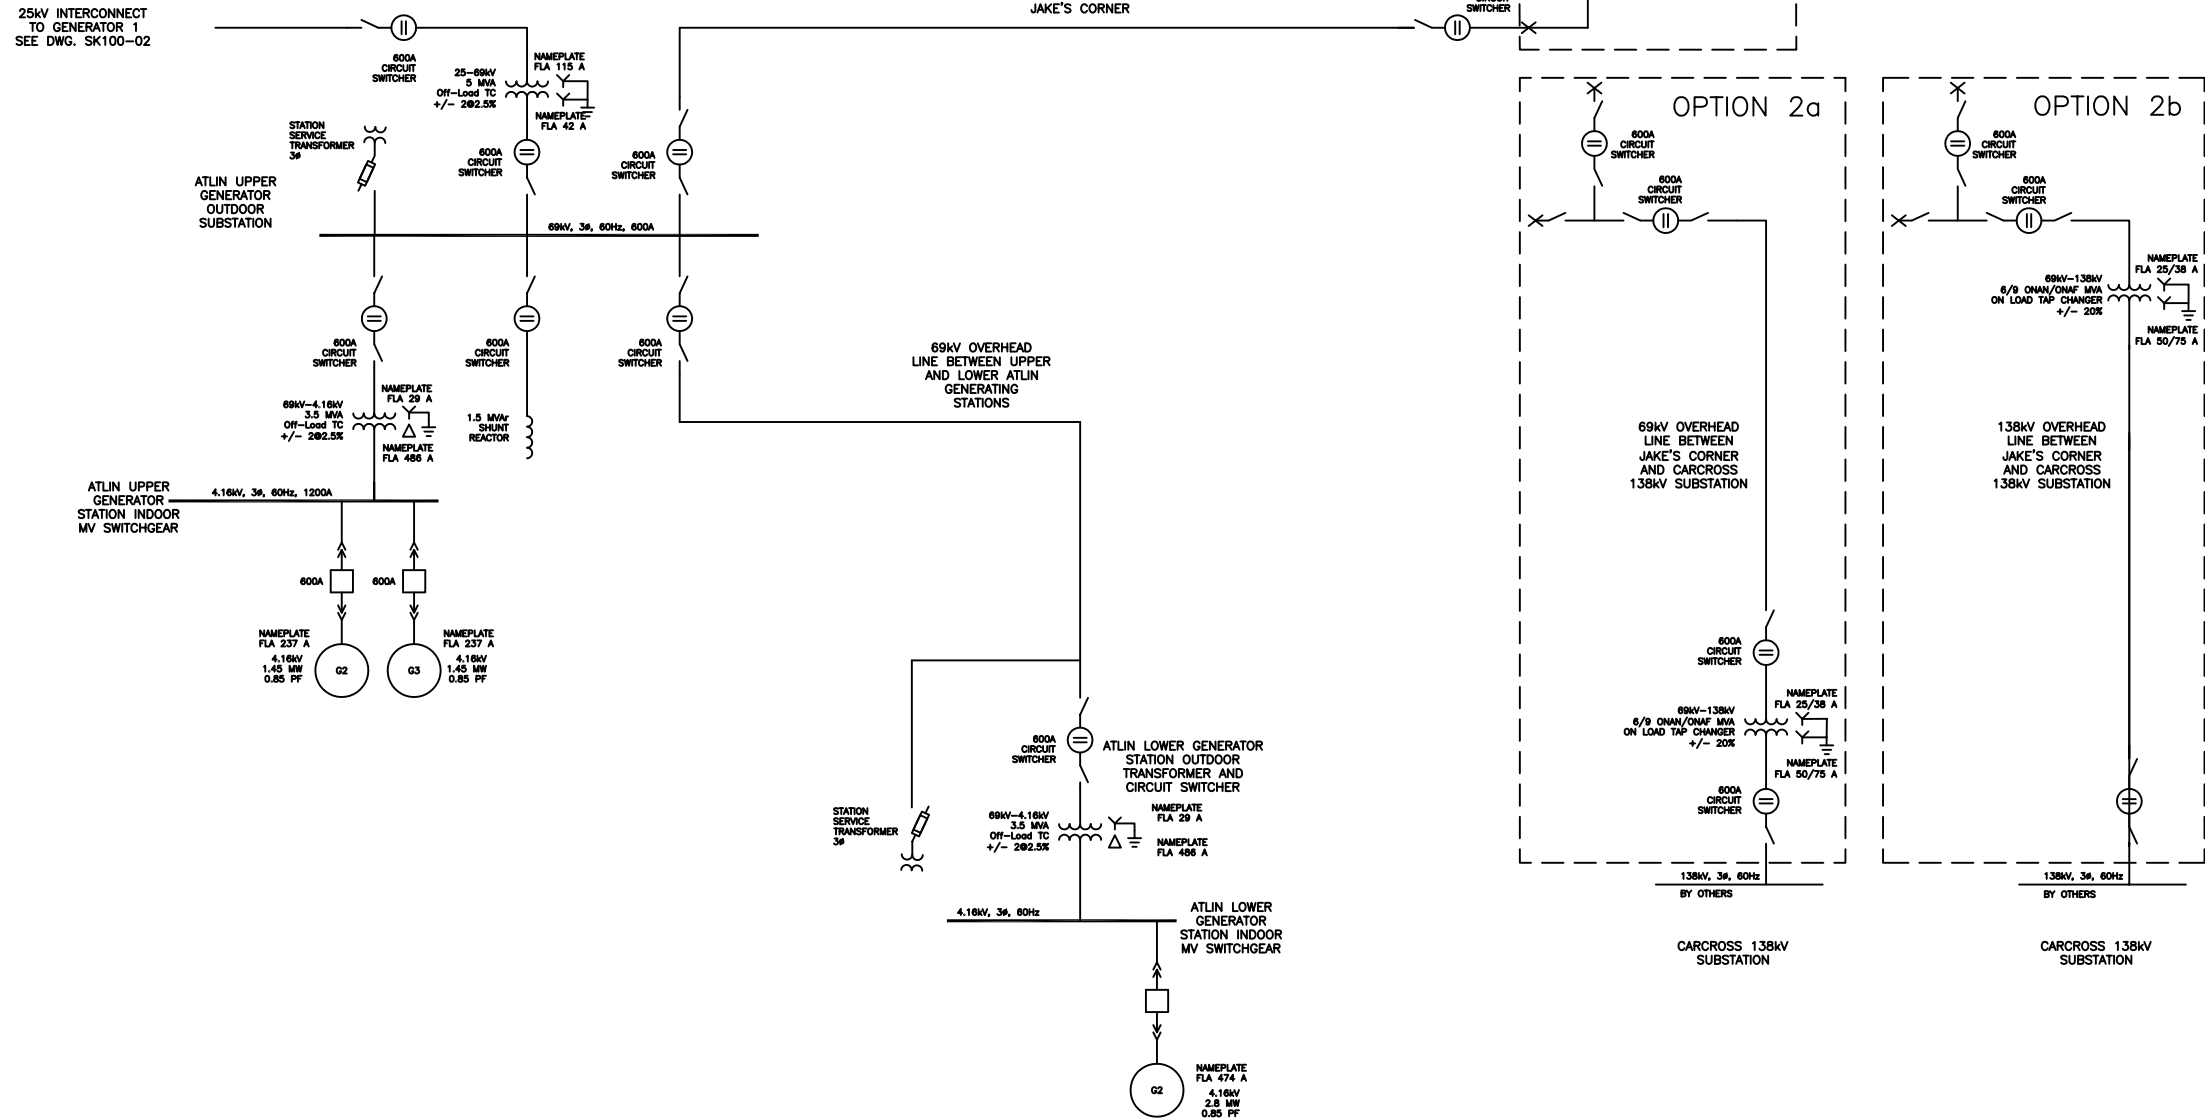 25kV INTERCONNECT
TO GENERATOR 1
SEE DWG. SK100-02
600A
CIRCUIT
SWITCHER
25-69kV
5 MVA
Off-Load TC
+/- 2@2.5%
NAMEPLATE
FLA 115 A
NAMEPLATE
FLA 42 A
JAKE'S CORNER
SWITCHER
STATION
SERVICE
TRANSFORMER
3ø
600A
CIRCUIT
SWITCHER
600A
CIRCUIT
SWITCHER
ATLIN UPPER
GENERATOR
OUTDOOR
SUBSTATION
69kV, 3ø, 60Hz, 600A
600A
CIRCUIT
SWITCHER
600A
CIRCUIT
SWITCHER
600A
CIRCUIT
SWITCHER
69kV-4.16kV
3.5 MVA
Off-Load TC
+/- 2@2.5%
NAMEPLATE
FLA 29 A
NAMEPLATE
FLA 486 A
1.5 MVAr
SHUNT
REACTOR
69kV OVERHEAD
LINE BETWEEN UPPER
AND LOWER ATLIN
GENERATING
STATIONS
ATLIN UPPER
GENERATOR
STATION INDOOR
MV SWITCHGEAR
4.16kV, 3ø, 60Hz, 1200A
600A
600A
NAMEPLATE
FLA 237 A
4.16kV
1.45 MW
0.85 PF
G2
G3
NAMEPLATE
FLA 237 A
4.16kV
1.45 MW
0.85 PF
600A
CIRCUIT
SWITCHER
ATLIN LOWER GENERATOR
STATION OUTDOOR
TRANSFORMER AND
CIRCUIT SWITCHER
STATION
SERVICE
TRANSFORMER
3ø
69kV-4.16kV
3.5 MVA
Off-Load TC
+/- 2@2.5%
NAMEPLATE
FLA 29 A
NAMEPLATE
FLA 486 A
4.16kV, 3ø, 60Hz
ATLIN LOWER
GENERATOR
STATION INDOOR
MV SWITCHGEAR
G2
NAMEPLATE
FLA 474 A
4.16kV
2.8 MW
0.85 PF
OPTION 2a
600A
CIRCUIT
SWITCHER
600A
CIRCUIT
SWITCHER
69kV OVERHEAD
LINE BETWEEN
JAKE'S CORNER
AND CARCROSS
138kV SUBSTATION
600A
CIRCUIT
SWITCHER
69kV-138kV
6/9 ONAN/ONAF MVA
ON LOAD TAP CHANGER
+/- 20%
NAMEPLATE
FLA 25/38 A
NAMEPLATE
FLA 50/75 A
600A
CIRCUIT
SWITCHER
138kV, 3ø, 60Hz
BY OTHERS
CARCROSS 138kV
SUBSTATION
OPTION 2b
600A
CIRCUIT
SWITCHER
600A
CIRCUIT
SWITCHER
69kV-138kV
6/9 ONAN/ONAF MVA
ON LOAD TAP CHANGER
+/- 20%
NAMEPLATE
FLA 25/38 A
NAMEPLATE
FLA 50/75 A
138kV OVERHEAD
LINE BETWEEN
JAKE'S CORNER
AND CARCROSS
138kV SUBSTATION
138kV, 3ø, 60Hz
BY OTHERS
CARCROSS 138kV
SUBSTATION